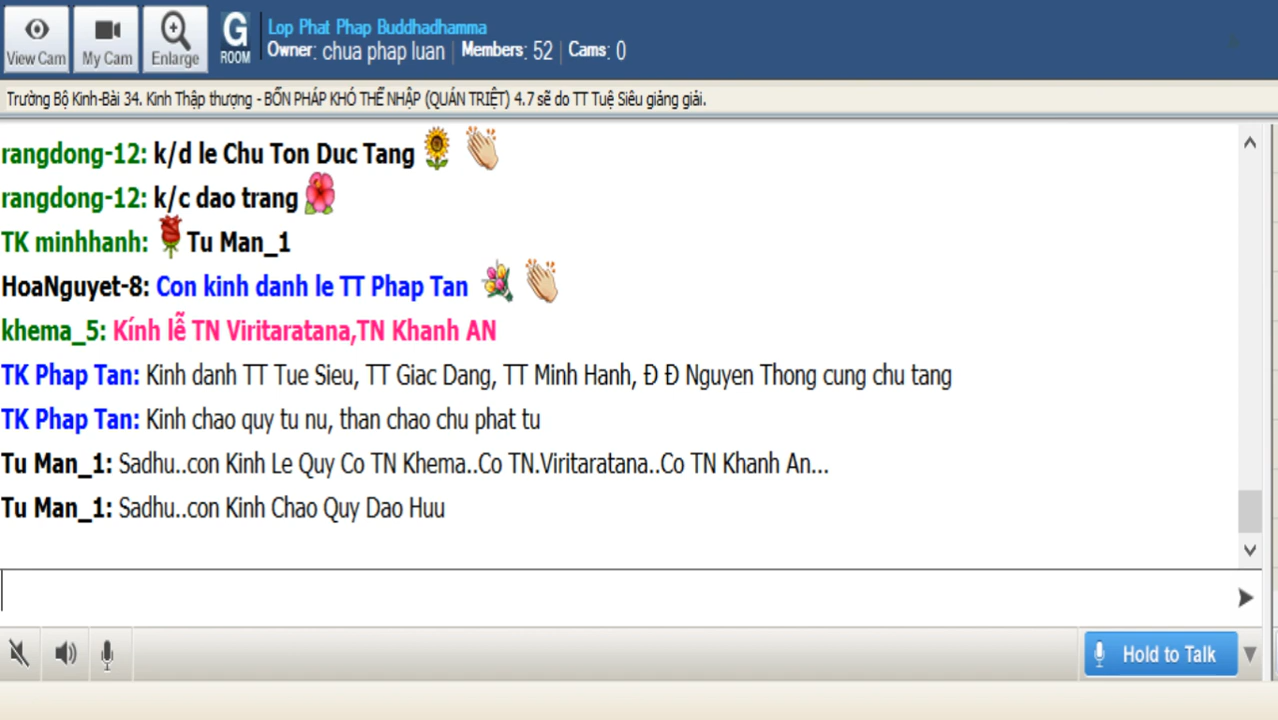 View Cam
My Cam
Enlarge
G
ROOM
Lop Phat Phap Buddhadhamma
Owner: chua phap luan | Members: 52 | Cams: 0
Trường Bộ Kinh-Bài 34. Kinh Thập thượng - BỐN PHÁP KHÓ THỂ NHẬP (QUÁN TRIỆT) 4.7 sẽ do TT Tuệ Siêu giảng giải.
rangdong-12: k/d le Chu Ton Duc Tang
rangdong-12: k/c dao trang
TK minhhanh: Tu Man_1
HoaNguyet-8: Con kinh danh le TT Phap Tan
khema_5: Kính lễ TN Viritaratana,TN Khanh AN
TK Phap Tan: Kinh danh TT Tue Sieu, TT Giac Dang, TT Minh Hanh, Đ Đ Nguyen Thong cung chu tang
TK Phap Tan: Kinh chao quy tu nu, than chao chu phat tu
Tu Man_1: Sadhu..con Kinh Le Quy Co TN Khema..Co TN.Viritaratana..Co TN Khanh An...
Tu Man_1: Sadhu..con Kinh Chao Quy Dao Huu
Hold to Talk